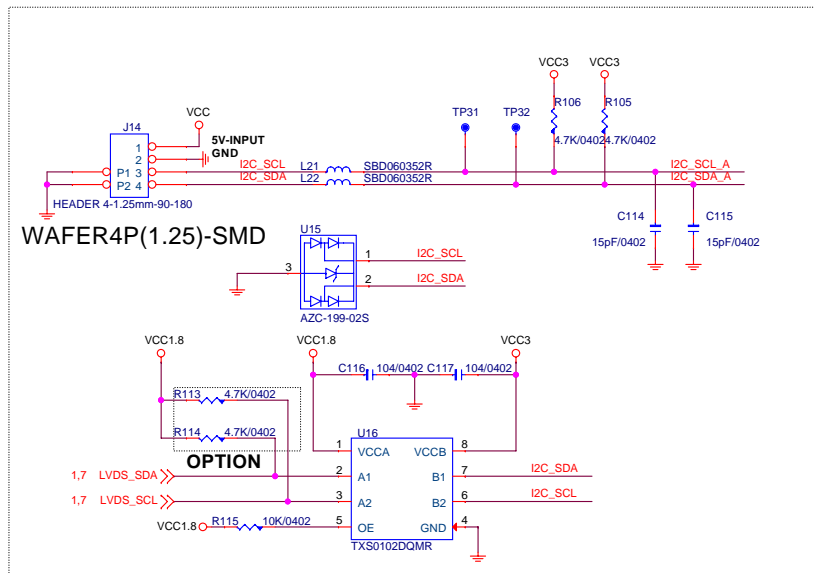 VCC3 VCC3
R106 R105
VCC TP31 TP32
J14
4.7K/0402 4.7K/0402
1 5V-INPUT
2 GND
P1 3 I2C_SCL L21 SBD060352R I2C_SCL_A
P2 4 I2C_SDA L22 SBD060352R I2C_SDA_A
HEADER 4-1.25mm-90-180
WAFER4P(1.25)-SMD
C114 C115
15pF/0402 15pF/0402
U15
1 I2C_SCL
3
2 I2C_SDA
AZC-199-02S
VCC1.8 VCC1.8 VCC3
C116 104/0402 C117 104/0402
R113 4.7K/0402
R114 4.7K/0402
OPTION
U16
1 VCCA VCCB 8
1,7 LVDS_SDA 2 A1 B1 7 I2C_SDA
1,7 LVDS_SCL 3 A2 B2 6 I2C_SCL
VCC1.8 R115 10K/0402 5 OE GND 4
TXS0102DQMR